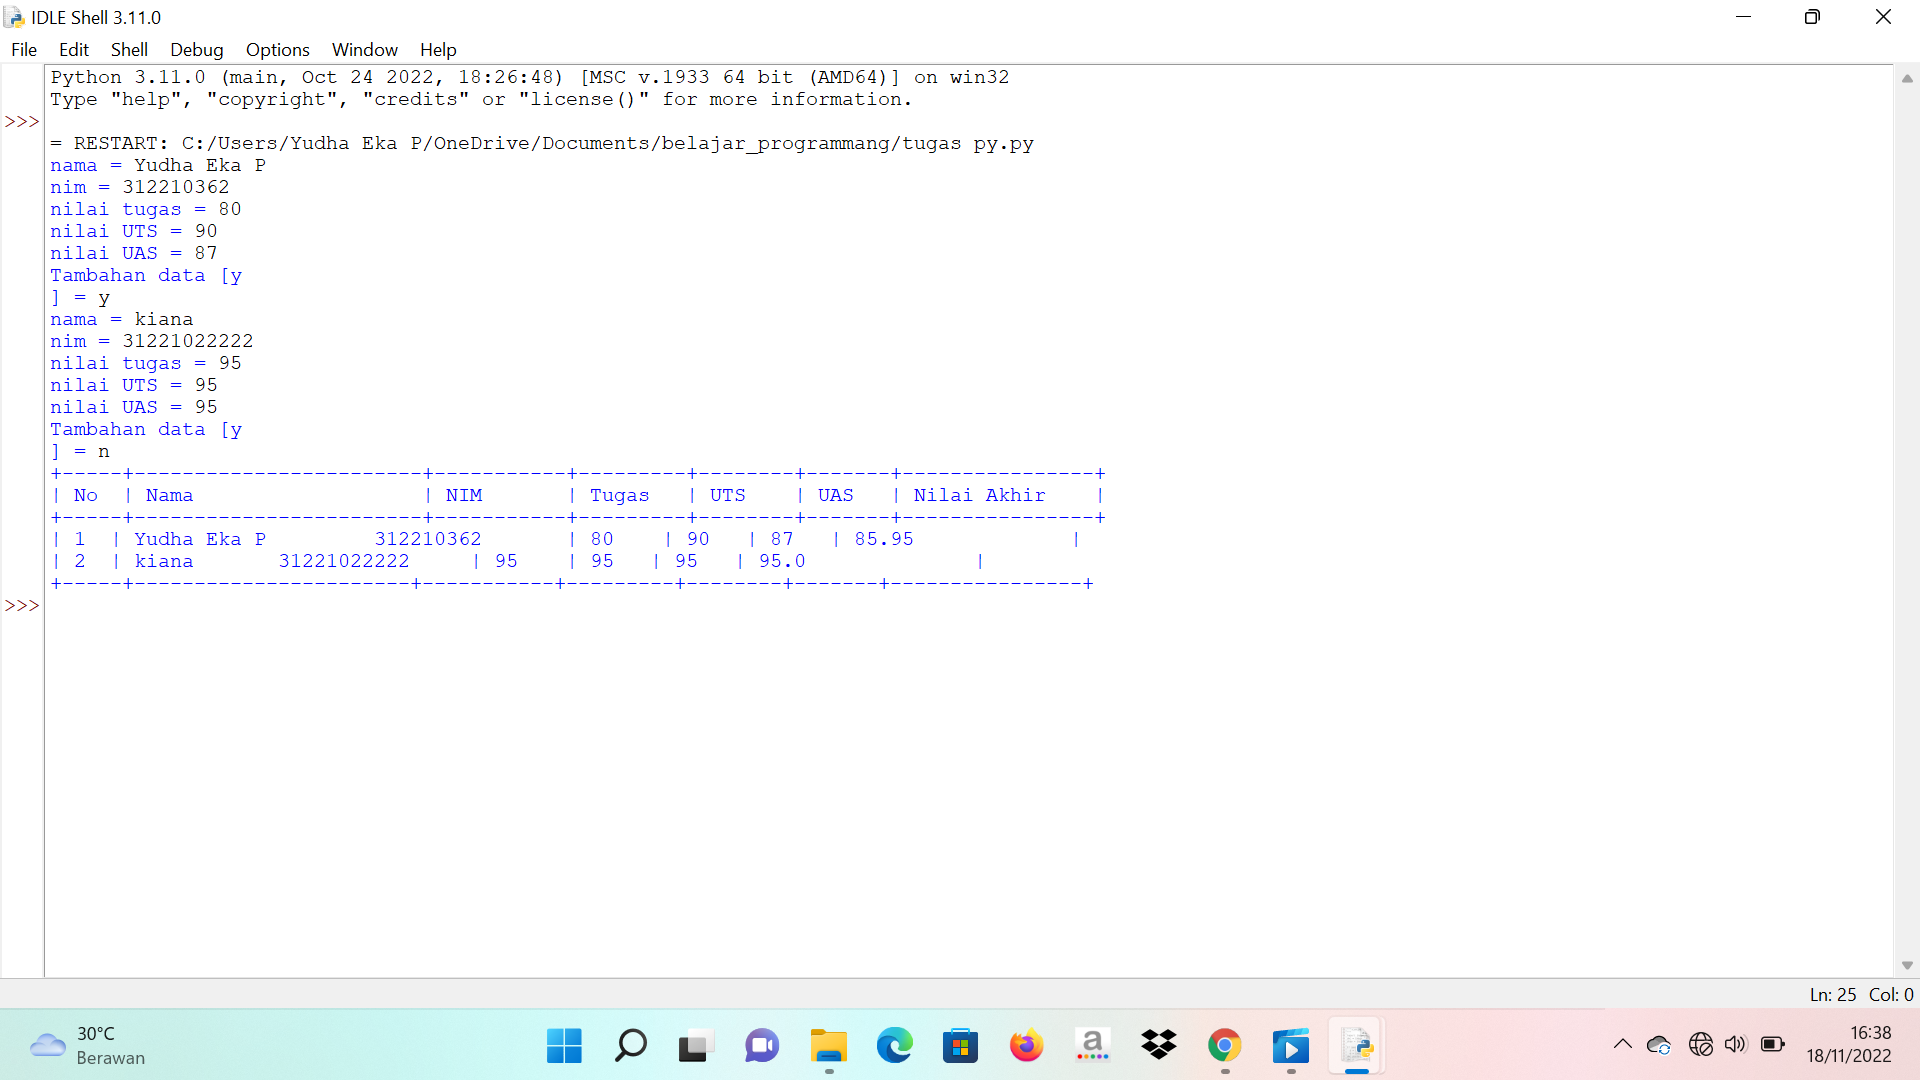 IDLE Shell 3.11.0
File Edit Shell Debug Options Window Help
Python 3.11.0 (main, Oct 24 2022, 18:26:48) [MSC v.1933 64 bit (AMD64)] on win32
Type "help", "copyright", "credits" or "license()" for more information.
>>>
= RESTART: C:/Users/Yudha Eka P/OneDrive/Documents/belajar_programmang/tugas py.py
nama = Yudha Eka P
nim = 312210362
nilai tugas = 80
nilai UTS = 90
nilai UAS = 87
Tambahan data [y
] = y
nama = kiana
nim = 31221022222
nilai tugas = 95
nilai UTS = 95
nilai UAS = 95
Tambahan data [y
] = n
+-----+------------------------+-----------+---------+--------+-------+----------------+
| No  | Nama                   | NIM       | Tugas   | UTS    | UAS   | Nilai Akhir    |
+-----+------------------------+-----------+---------+--------+-------+----------------+
| 1  | Yudha Eka P         312210362       | 80    | 90   | 87   | 85.95             |
| 2  | kiana       31221022222     | 95    | 95   | 95   | 95.0              |
+-----+-----------------------+-----------+---------+--------+-------+----------------+
>>>
Ln: 25 Col: 0
30°C
Berawan
a
16:38
18/11/2022